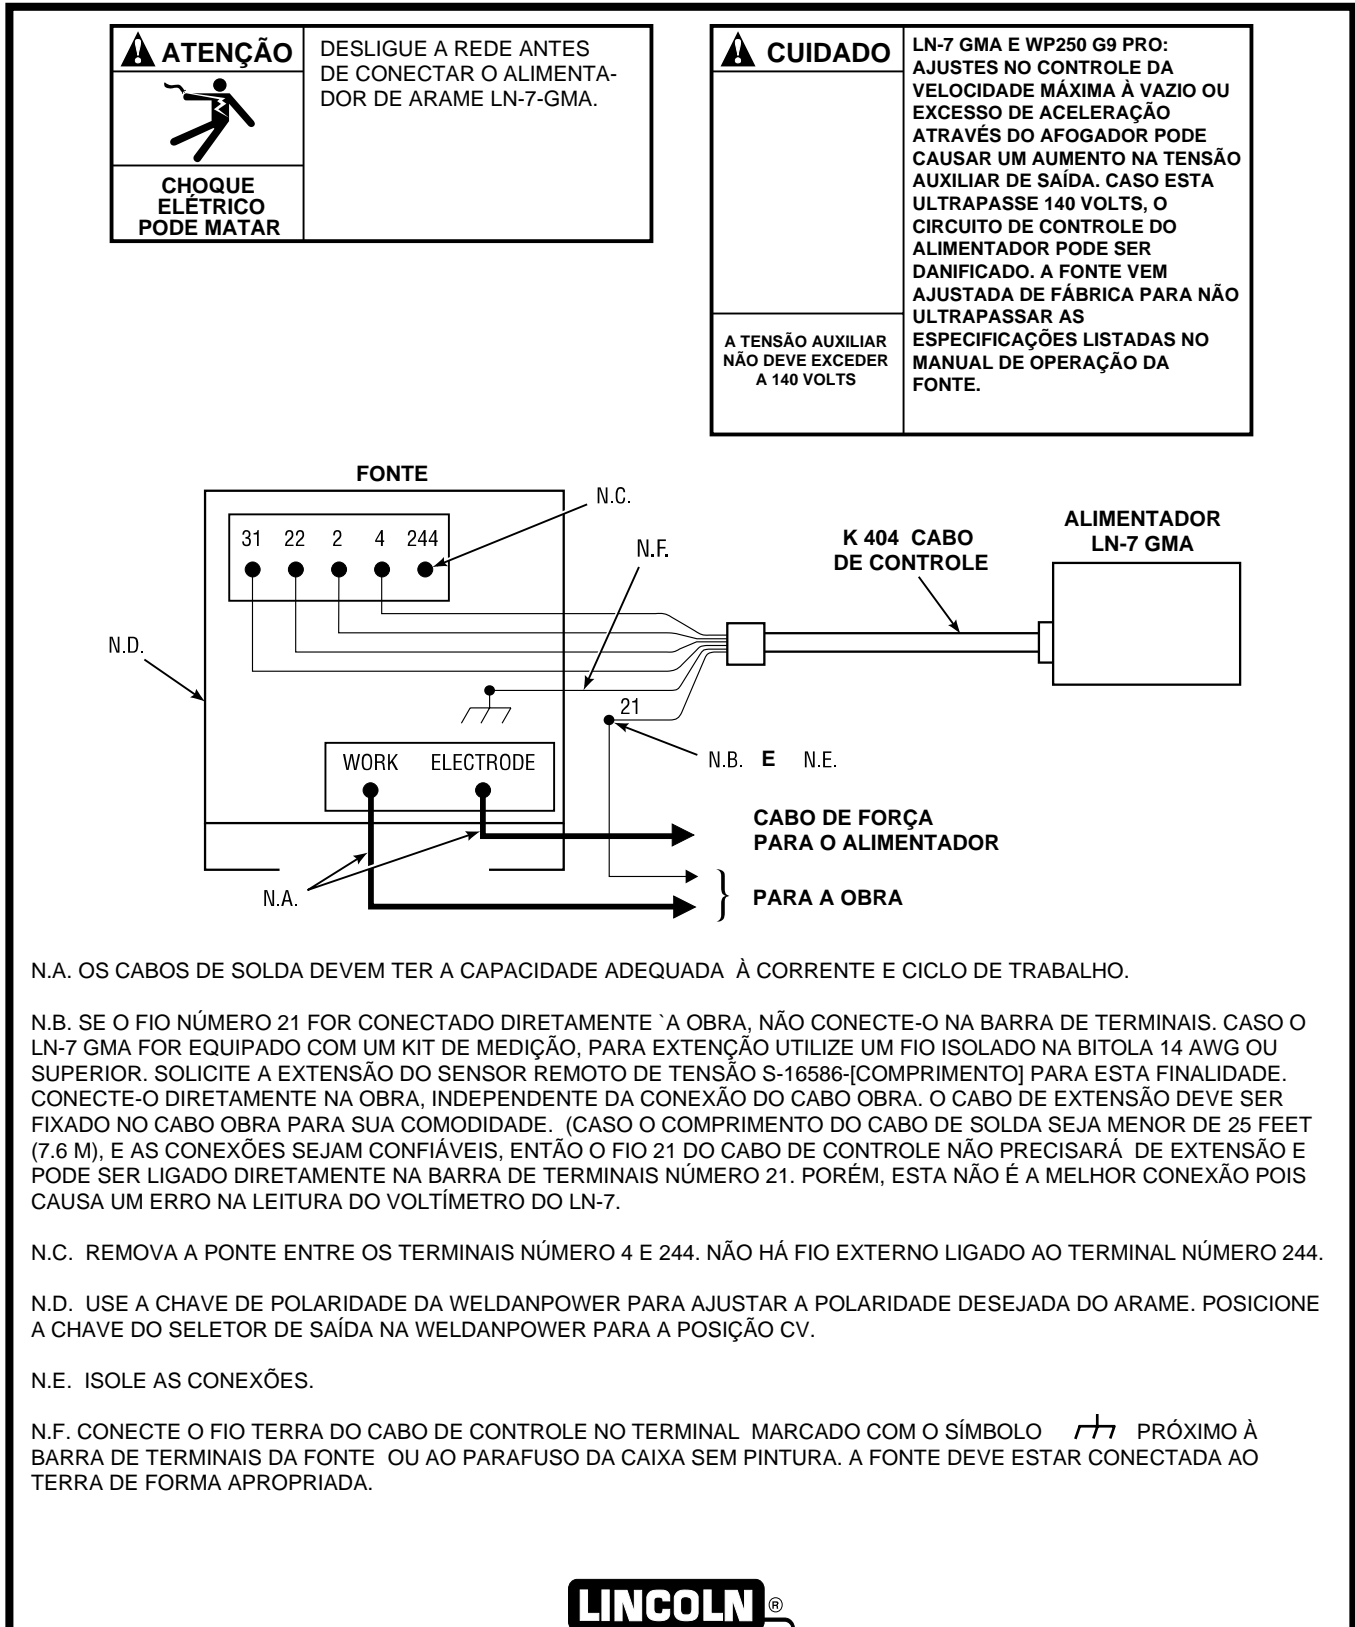 ATENÇÃO
CHOQUE
ELÉTRICO
PODE MATAR
DESLIGUE A REDE ANTES
DE CONECTAR O ALIMENTA-
DOR DE ARAME LN-7-GMA.
CUIDADO
A TENSÃO AUXILIAR
NÃO DEVE EXCEDER
A 140 VOLTS
LN-7 GMA E WP250 G9 PRO:
AJUSTES NO CONTROLE DA
VELOCIDADE MÁXIMA À VAZIO OU
EXCESSO DE ACELERAÇÃO
ATRAVÉS DO AFOGADOR PODE
CAUSAR UM AUMENTO NA TENSÃO
AUXILIAR DE SAÍDA. CASO ESTA
ULTRAPASSE 140 VOLTS, O
CIRCUITO DE CONTROLE DO
ALIMENTADOR PODE SER
DANIFICADO. A FONTE VEM
AJUSTADA DE FÁBRICA PARA NÃO
ULTRAPASSAR AS
ESPECIFICAÇÕES LISTADAS NO
MANUAL DE OPERAÇÃO DA
FONTE.
FONTE
N.C.
31 22 2 4 244
N.F.
K 404 CABO
DE CONTROLE
ALIMENTADOR
LN-7 GMA
N.D.
21
N.B. E N.E.
WORK ELECTRODE
CABO DE FORÇA
PARA O ALIMENTADOR
N.A.
PARA A OBRA
N.A. OS CABOS DE SOLDA DEVEM TER A CAPACIDADE ADEQUADA À CORRENTE E CICLO DE TRABALHO.
N.B. SE O FIO NÚMERO 21 FOR CONECTADO DIRETAMENTE `A OBRA, NÃO CONECTE-O NA BARRA DE TERMINAIS. CASO O
LN-7 GMA FOR EQUIPADO COM UM KIT DE MEDIÇÃO, PARA EXTENÇÃO UTILIZE UM FIO ISOLADO NA BITOLA 14 AWG OU
SUPERIOR. SOLICITE A EXTENSÃO DO SENSOR REMOTO DE TENSÃO S-16586-[COMPRIMENTO] PARA ESTA FINALIDADE.
CONECTE-O DIRETAMENTE NA OBRA, INDEPENDENTE DA CONEXÃO DO CABO OBRA. O CABO DE EXTENSÃO DEVE SER
FIXADO NO CABO OBRA PARA SUA COMODIDADE. (CASO O COMPRIMENTO DO CABO DE SOLDA SEJA MENOR DE 25 FEET
(7.6 M), E AS CONEXÕES SEJAM CONFIÁVEIS, ENTÃO O FIO 21 DO CABO DE CONTROLE NÃO PRECISARÁ DE EXTENSÃO E
PODE SER LIGADO DIRETAMENTE NA BARRA DE TERMINAIS NÚMERO 21. PORÉM, ESTA NÃO É A MELHOR CONEXÃO POIS
CAUSA UM ERRO NA LEITURA DO VOLTÍMETRO DO LN-7.
N.C. REMOVA A PONTE ENTRE OS TERMINAIS NÚMERO 4 E 244. NÃO HÁ FIO EXTERNO LIGADO AO TERMINAL NÚMERO 244.
N.D. USE A CHAVE DE POLARIDADE DA WELDANPOWER PARA AJUSTAR A POLARIDADE DESEJADA DO ARAME. POSICIONE
A CHAVE DO SELETOR DE SAÍDA NA WELDANPOWER PARA A POSIÇÃO CV.
N.E. ISOLE AS CONEXÕES.
N.F. CONECTE O FIO TERRA DO CABO DE CONTROLE NO TERMINAL MARCADO COM O SÍMBOLO PRÓXIMO À
BARRA DE TERMINAIS DA FONTE OU AO PARAFUSO DA CAIXA SEM PINTURA. A FONTE DEVE ESTAR CONECTADA AO
TERRA DE FORMA APROPRIADA.
LINCOLN ®